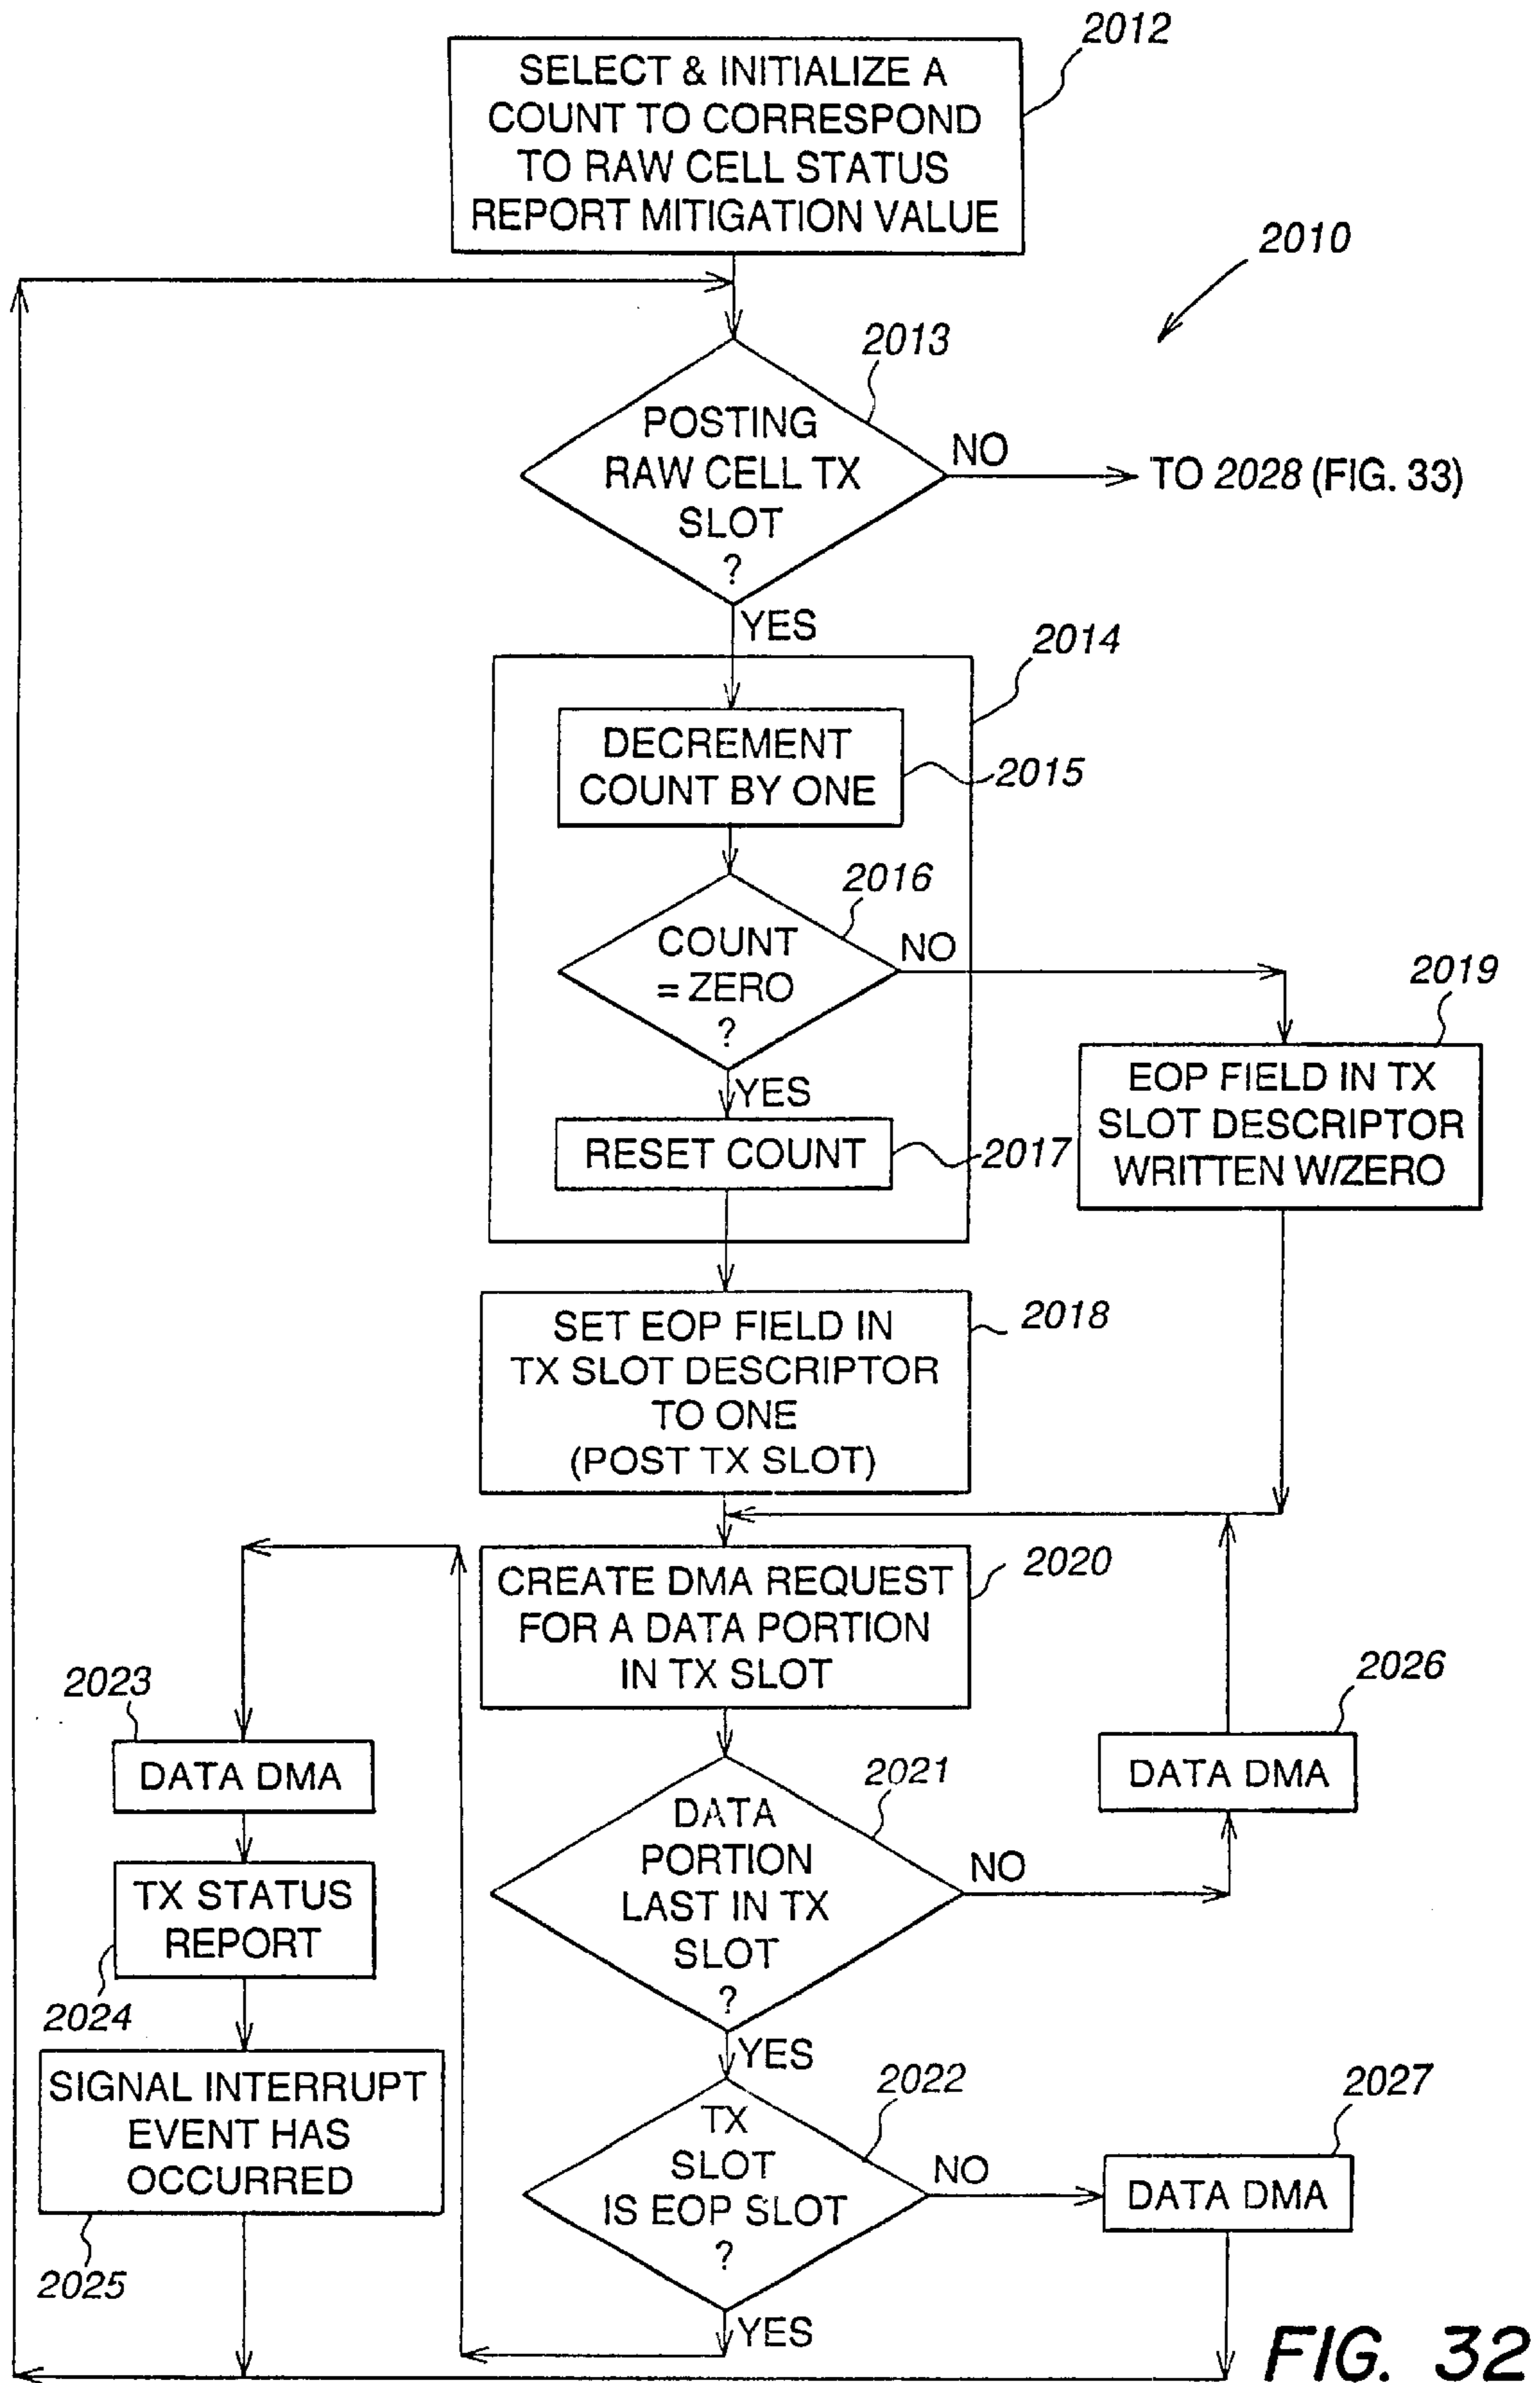 2012
SELECT & INITIALIZE A
COUNT TO CORRESPOND
TO RAW CELL STATUS
REPORT MITIGATION VALUE
2010
2013
POSTING
RAW CELL TX
SLOT
?
NO
TO 2028 (FIG. 33)
YES
2014
DECREMENT
COUNT BY ONE
2015
2016
COUNT
= ZERO
?
NO
YES
RESET COUNT
2017
2019
EOP FIELD IN TX
SLOT DESCRIPTOR
WRITTEN W/ZERO
SET EOP FIELD IN
TX SLOT DESCRIPTOR
TO ONE
(POST TX SLOT)
2018
CREATE DMA REQUEST
FOR A DATA PORTION
IN TX SLOT
2020
2023
DATA DMA
2026
DATA DMA
2021
DATA
PORTION
LAST IN TX
SLOT
?
NO
YES
TX STATUS
REPORT
2024
SIGNAL INTERRUPT
EVENT HAS
OCCURRED
2025
2022
TX
SLOT
IS EOP SLOT
?
NO
YES
2027
DATA DMA
FIG. 32